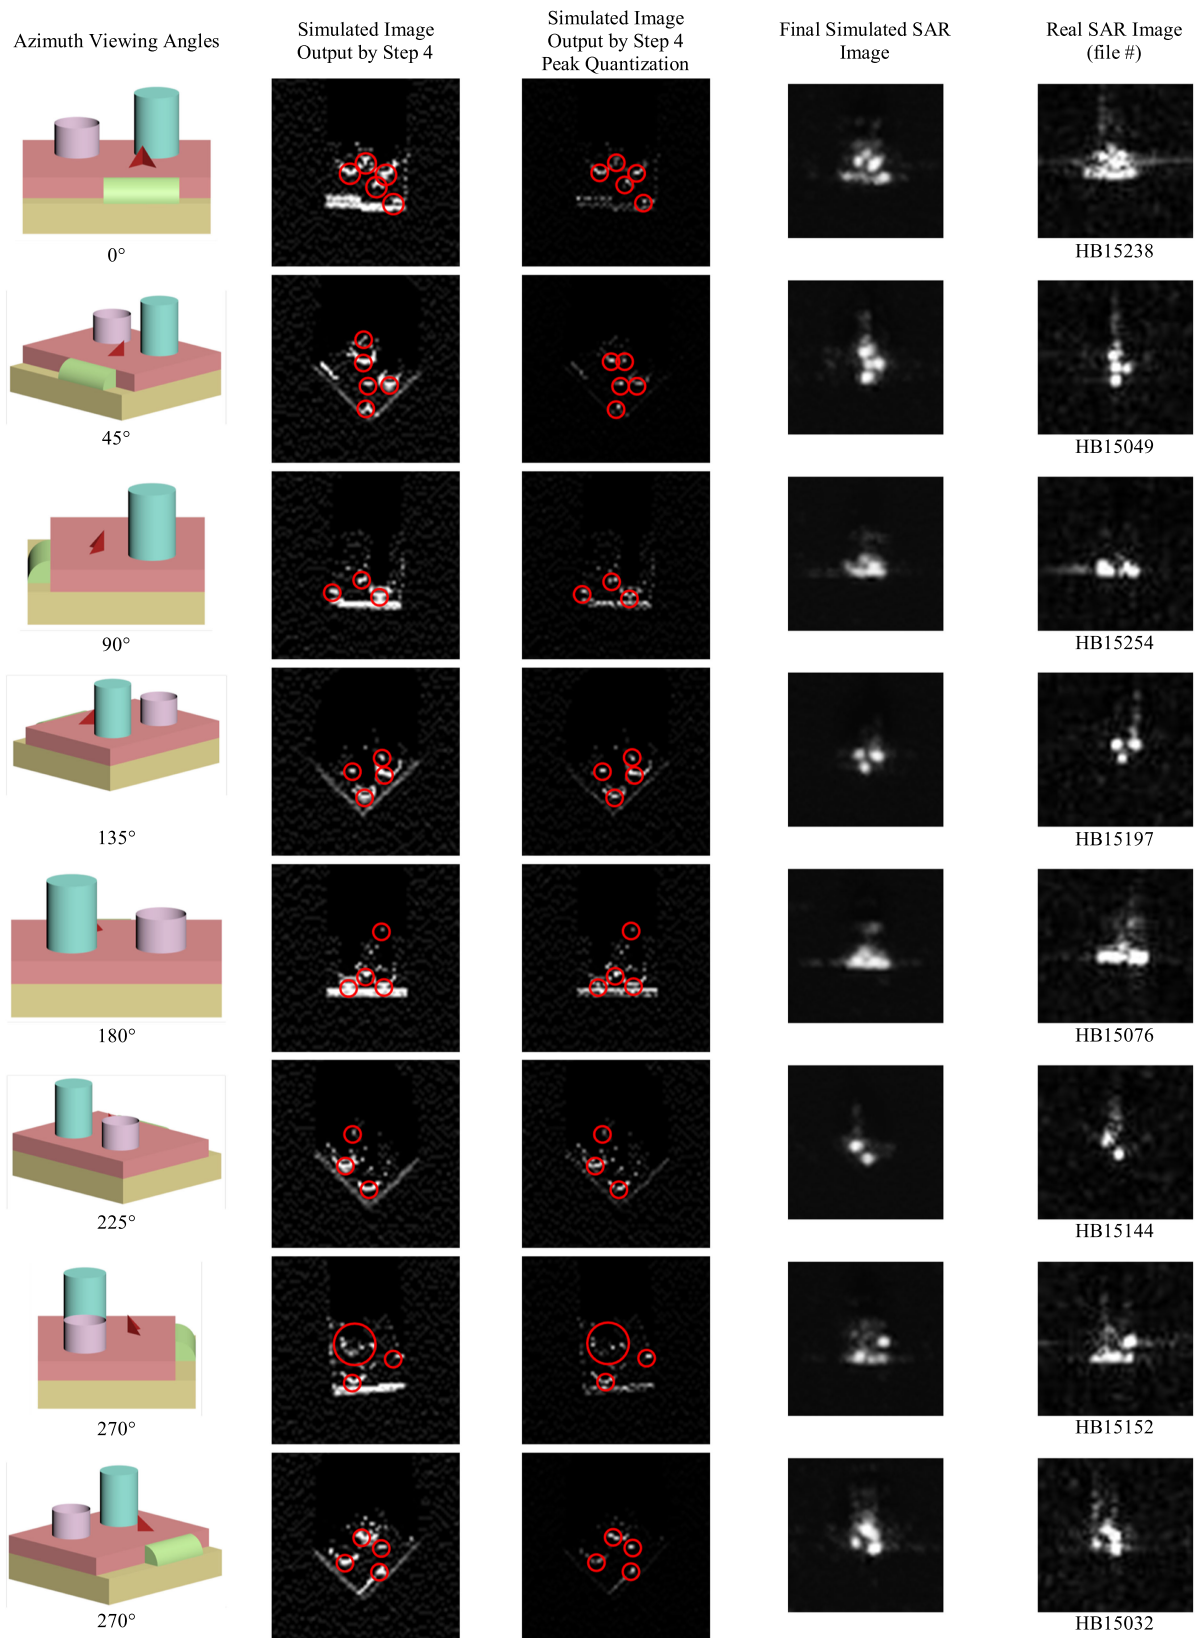 Azimuth Viewing Angles
Simulated Image
Output by Step 4
Simulated Image
Output by Step 4
Peak Quantization
Final Simulated SAR
Image
Real SAR Image
(file #)
0°
HB15238
45°
HB15049
90°
HB15254
135°
HB15197
180°
HB15076
225°
HB15144
270°
HB15152
270°
HB15032